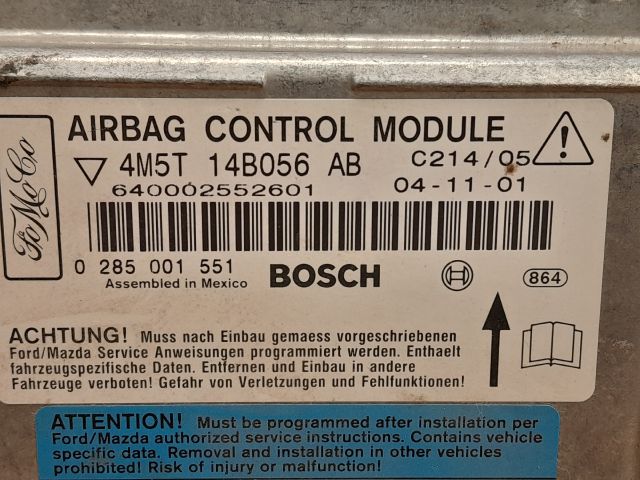 AIRBAG CONTROL MODULE
FoMoCo
4M5T 14B056 AB C214/05
640002552601 04-11-01
0 285 001 551 BOSCH 864
Assembled in Mexico
ACHTUNG! Muss nach Einbau gemaess vorgeschriebenen
Ford/Mazda Service Anweisungen programmiert werden. Enthaelt
fahrzeugspezifische Daten. Entfernen und Einbau in andere
Fahrzeuge verboten! Gefahr von Verletzungen und Fehlfunktionen!
ATTENTION! Must be programmed after installation per
Ford/Mazda authorized service instructions. Contains vehicle
specific data. Removal and installation in other vehicles
prohibited! Risk of injury or malfunction!